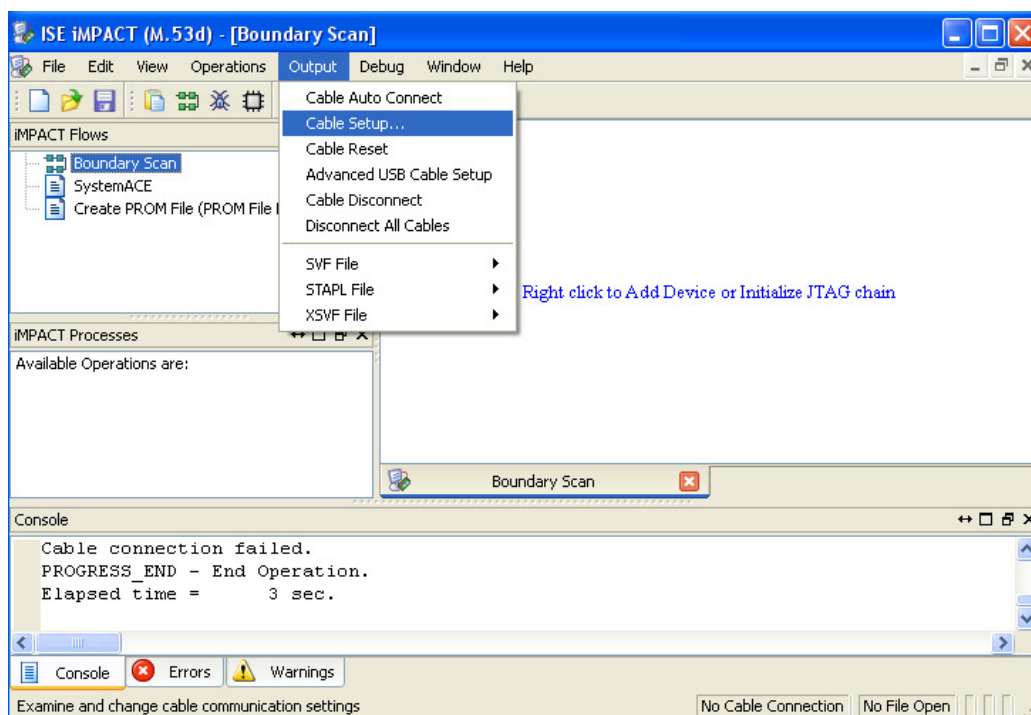 ISE iMPACT (M.53d) - [Boundary Scan]
File Edit View Operations Output Debug Window Help
Cable Auto Connect
Cable Setup...
Cable Reset
Advanced USB Cable Setup
Cable Disconnect
Disconnect All Cables
SVF File
STAPL File
XSVF File
iMPACT Flows
Boundary Scan
SystemACE
Create PROM File (PROM File
Right click to Add Device or Initialize JTAG chain
iMPACT Processes
Available Operations are:
Boundary Scan
Console
Cable connection failed.
PROGRESS_END - End Operation.
Elapsed time = 3 sec.
Console Errors Warnings
Examine and change cable communication settings No Cable Connection No File Open